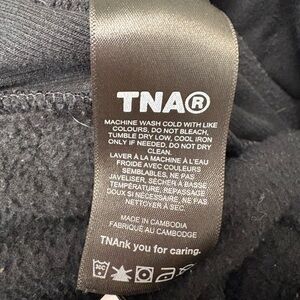 TNA®
MACHINE WASH COLD WITH LIKE
COLOURS, DO NOT BLEACH,
TUMBLE DRY LOW, COOL IRON
ONLY IF NEEDED. DO NOT DRY
CLEAN.
LAVER À LA MACHINE À L'EAU
FROIDE AVEC COULEURS
SEMBLABLES, NE PAS
JAVELISER, SÉCHER À BASSE
TEMPÉRATURE, REPASSAGE
DOUX SI NÉCESSAIRE, NE PAS
NETTOYER À SEC.
MADE IN CAMBODIA
FABRIQUÉ AU CAMBODGE
TNAnk you for caring.
30C